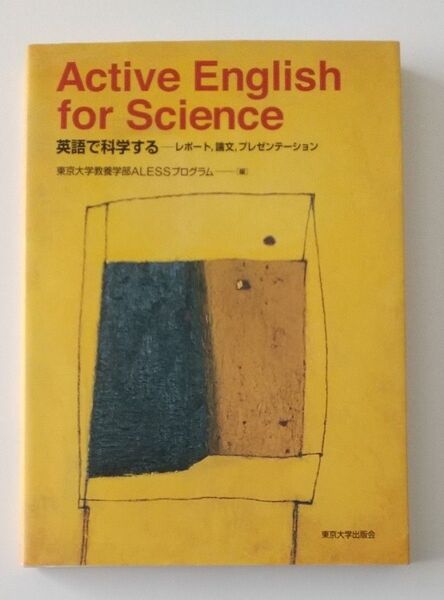 Active English
for Science
英語で科学する―レポート,論文,プレゼンテーション
東京大学教養学部ALESSプログラム――[編]
東京大学出版会